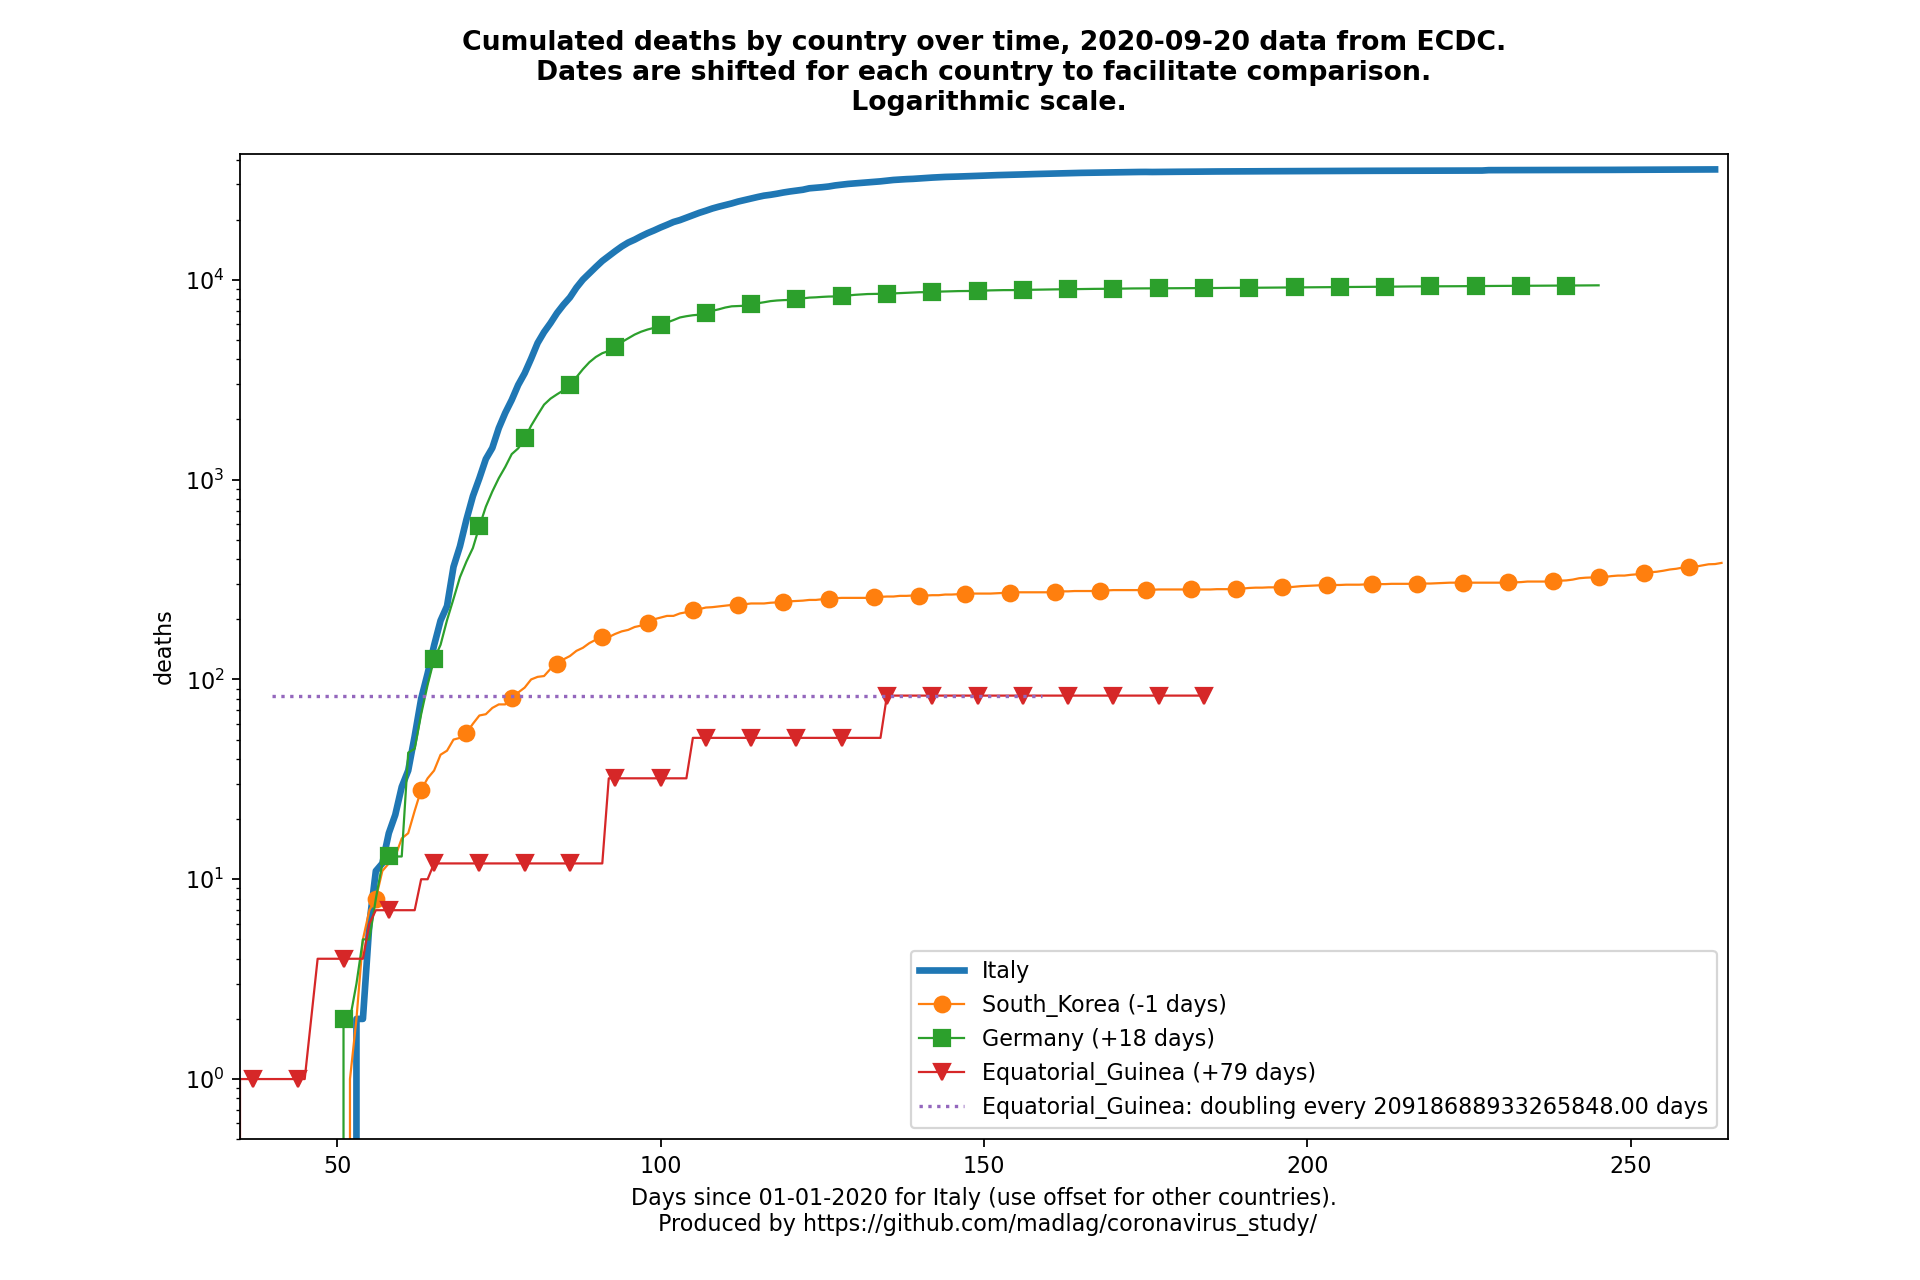 Cumulated deaths by country over time, 2020-09-20 data from ECDC.
Dates are shifted for each country to facilitate comparison.
Logarithmic scale.
deaths
10⁴
10³
10²
10¹
10⁰
Italy
South_Korea (-1 days)
Germany (+18 days)
Equatorial_Guinea (+79 days)
Equatorial_Guinea: doubling every 20918688933265848.00 days
50 100 150 200 250
Days since 01-01-2020 for Italy (use offset for other countries).
Produced by https://github.com/madlag/coronavirus_study/